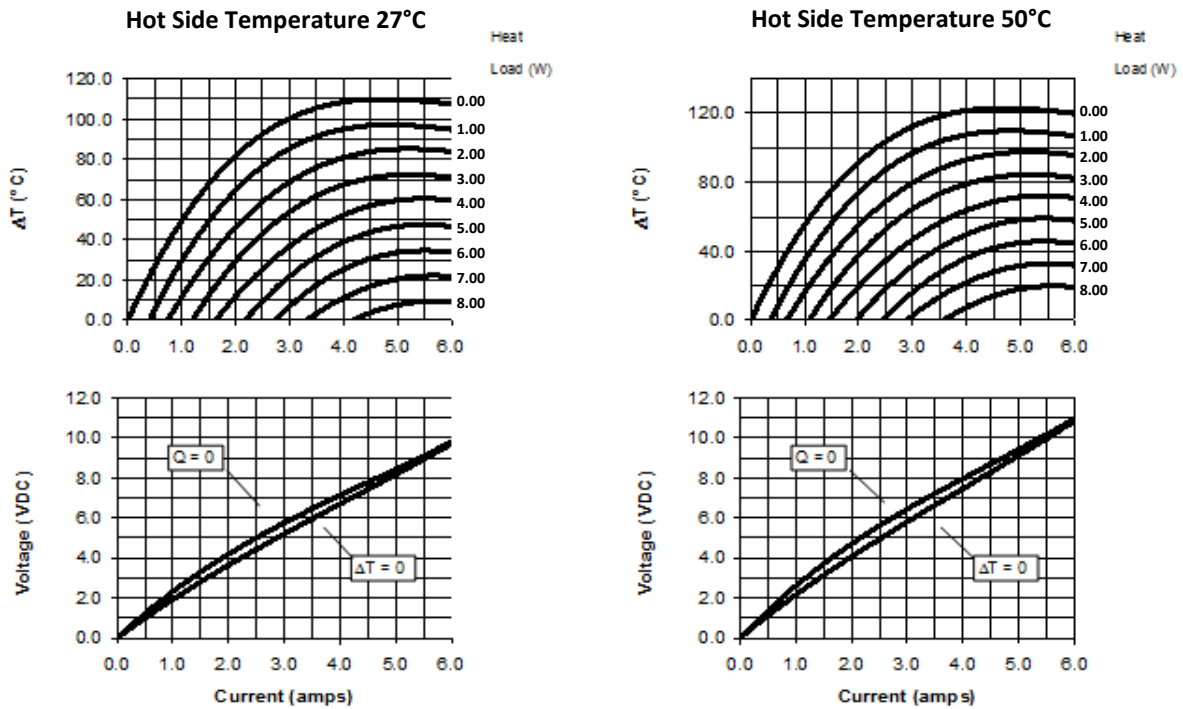 Hot Side Temperature 27°C
Heat
Load (W)
120.0
100.0
80.0
60.0
40.0
20.0
0.0
ΔT (° C)
0.00
1.00
2.00
3.00
4.00
5.00
6.00
7.00
8.00
0.0 1.0 2.0 3.0 4.0 5.0 6.0
Hot Side Temperature 50°C
Heat
Load (W)
120.0
80.0
40.0
0.0
ΔT (° C)
0.00
1.00
2.00
3.00
4.00
5.00
6.00
7.00
8.00
0.0 1.0 2.0 3.0 4.0 5.0 6.0
12.0
10.0
8.0
6.0
4.0
2.0
0.0
Voltage (VDC)
Q = 0
ΔT = 0
0.0 1.0 2.0 3.0 4.0 5.0 6.0
Current (amps)
12.0
10.0
8.0
6.0
4.0
2.0
0.0
Voltage (VDC)
Q = 0
ΔT = 0
0.0 1.0 2.0 3.0 4.0 5.0 6.0
Current (amps)